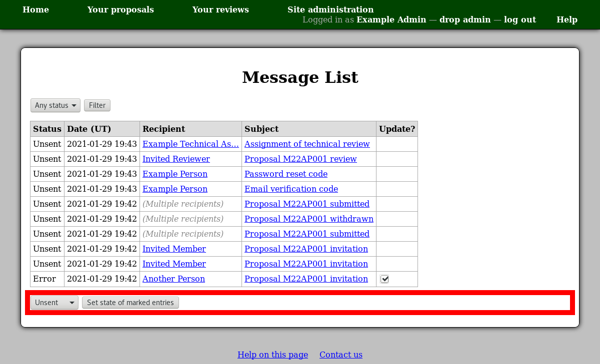 Home Your proposals Your reviews Site administration
Logged in as Example Admin — drop admin — log out Help
Message List
Any status Filter
Status Date (UT) Recipient Subject Update?
Unsent 2021-01-29 19:43 Example Technical As... Assignment of technical review
Unsent 2021-01-29 19:43 Invited Reviewer Proposal M22AP001 review
Unsent 2021-01-29 19:43 Example Person Password reset code
Unsent 2021-01-29 19:43 Example Person Email verification code
Unsent 2021-01-29 19:42 (Multiple recipients) Proposal M22AP001 submitted
Unsent 2021-01-29 19:42 (Multiple recipients) Proposal M22AP001 withdrawn
Unsent 2021-01-29 19:42 (Multiple recipients) Proposal M22AP001 submitted
Unsent 2021-01-29 19:42 Invited Member Proposal M22AP001 invitation
Unsent 2021-01-29 19:42 Invited Member Proposal M22AP001 invitation
Error 2021-01-29 19:42 Another Person Proposal M22AP001 invitation
Unsent Set state of marked entries
Help on this page Contact us